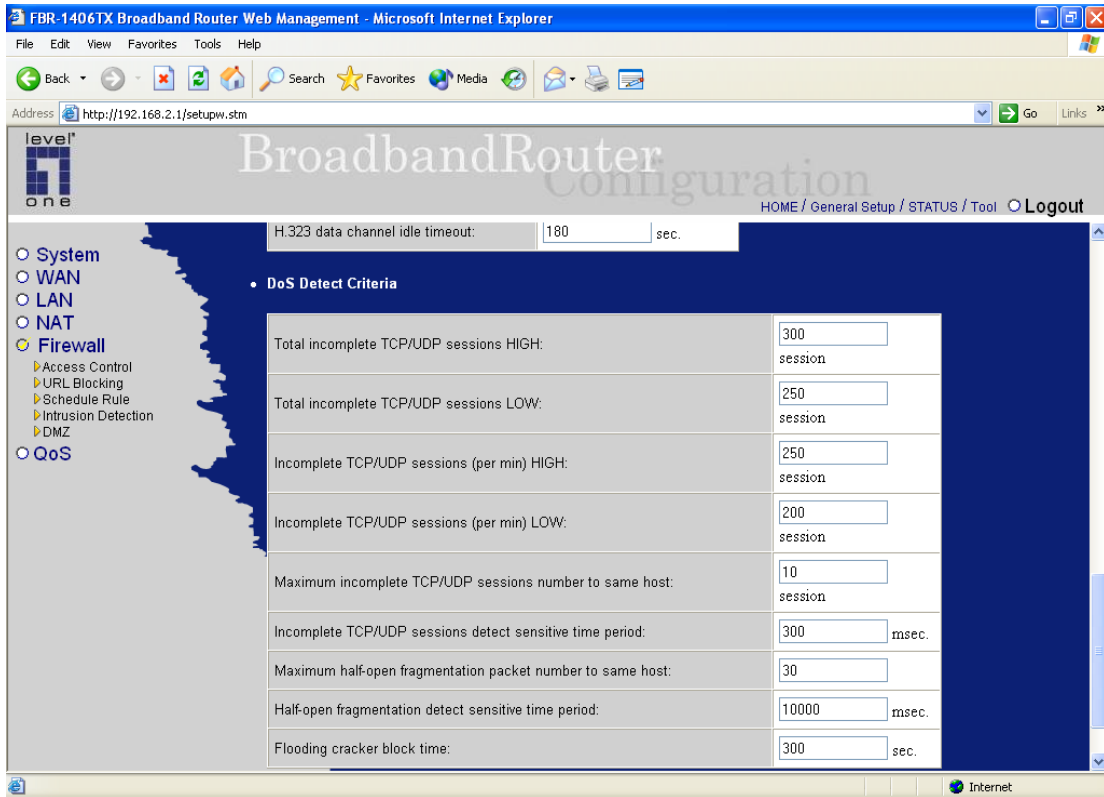 FBR-1406TX Broadband Router Web Management - Microsoft Internet Explorer
File Edit View Favorites Tools Help
Back Search Favorites Media
Address http://192.168.2.1/setupw.stm Go Links »
level one
BroadbandRouter
Configuration
HOME / General Setup / STATUS / Tool Logout
System
WAN
LAN
NAT
Firewall
Access Control
URL Blocking
Schedule Rule
Intrusion Detection
DMZ
QoS
H.323 data channel idle timeout: 180 sec.
DoS Detect Criteria
Total incomplete TCP/UDP sessions HIGH: 300 session
Total incomplete TCP/UDP sessions LOW: 250 session
Incomplete TCP/UDP sessions (per min) HIGH: 250 session
Incomplete TCP/UDP sessions (per min) LOW: 200 session
Maximum incomplete TCP/UDP sessions number to same host: 10 session
Incomplete TCP/UDP sessions detect sensitive time period: 300 msec.
Maximum half-open fragmentation packet number to same host: 30
Half-open fragmentation detect sensitive time period: 10000 msec.
Flooding cracker block time: 300 sec.
Internet